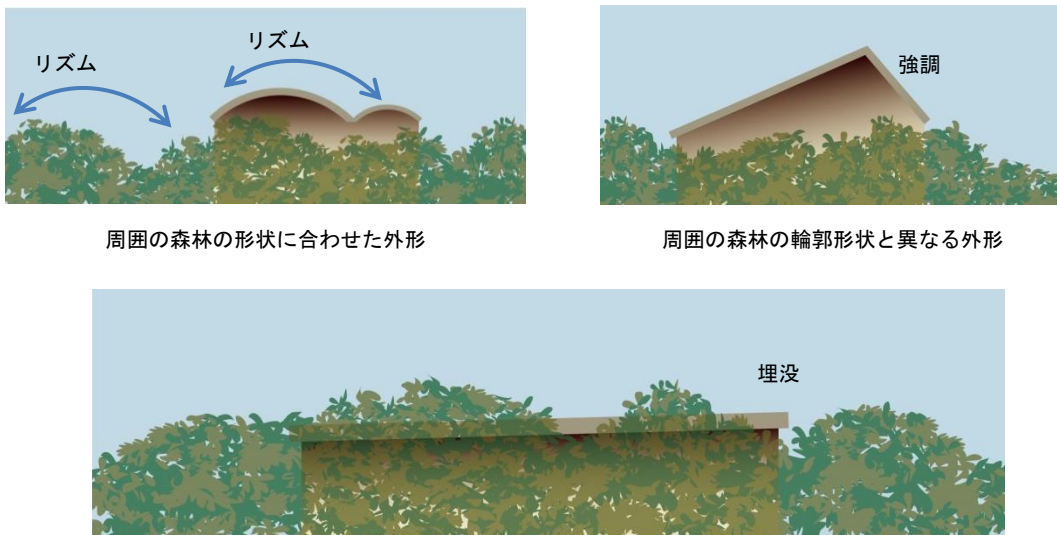 リズム
リズム
強調
周囲の森林の形状に合わせた外形
周囲の森林の輪郭形状と異なる外形
埋没